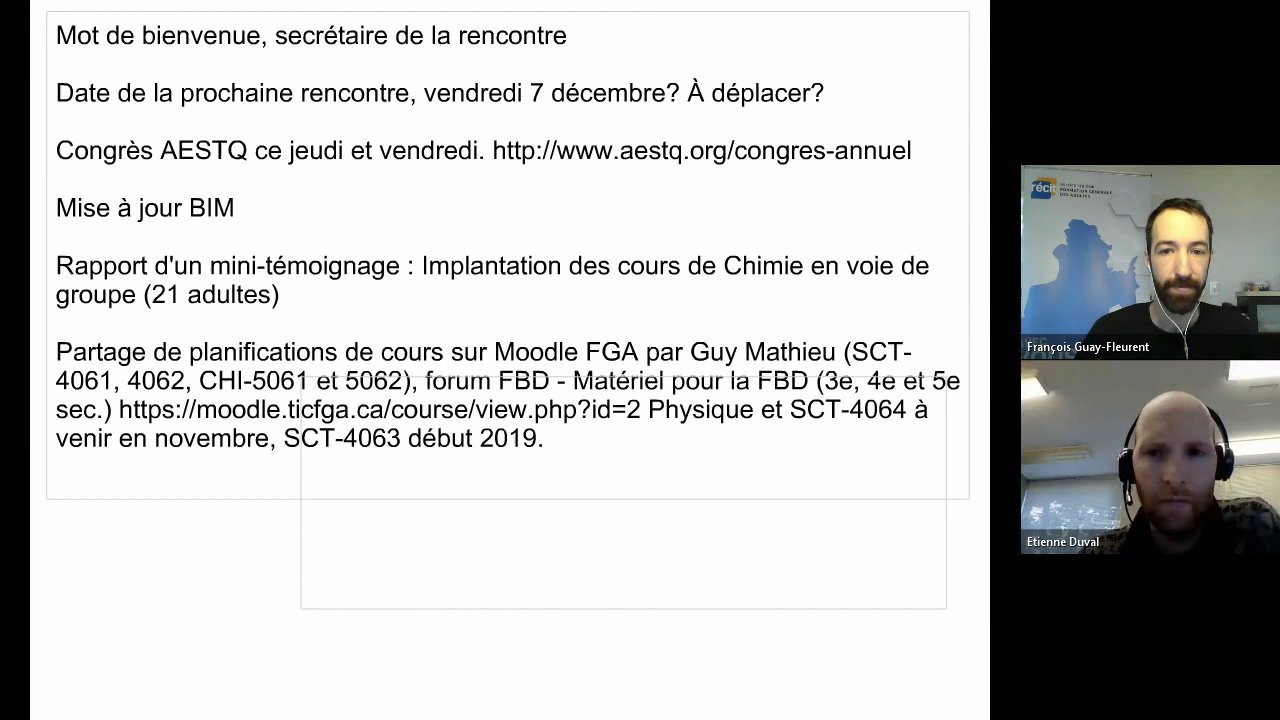 Mot de bienvenue, secrétaire de la rencontre
Date de la prochaine rencontre, vendredi 7 décembre? À déplacer?
Congrès AESTQ ce jeudi et vendredi. http://www.aestq.org/congres-annuel
Mise à jour BIM
Rapport d'un mini-témoignage : Implantation des cours de Chimie en voie de
groupe (21 adultes)
Partage de planifications de cours sur Moodle FGA par Guy Mathieu (SCT-
4061, 4062, CHI-5061 et 5062), forum FBD - Matériel pour la FBD (3e, 4e et 5e
sec.) https://moodle.ticfga.ca/course/view.php?id=2 Physique et SCT-4064 à
venir en novembre, SCT-4063 début 2019.
récit
FORMATION GÉNÉRALE
DES ADULTES
François Guay-Fleurent
Etienne Duval